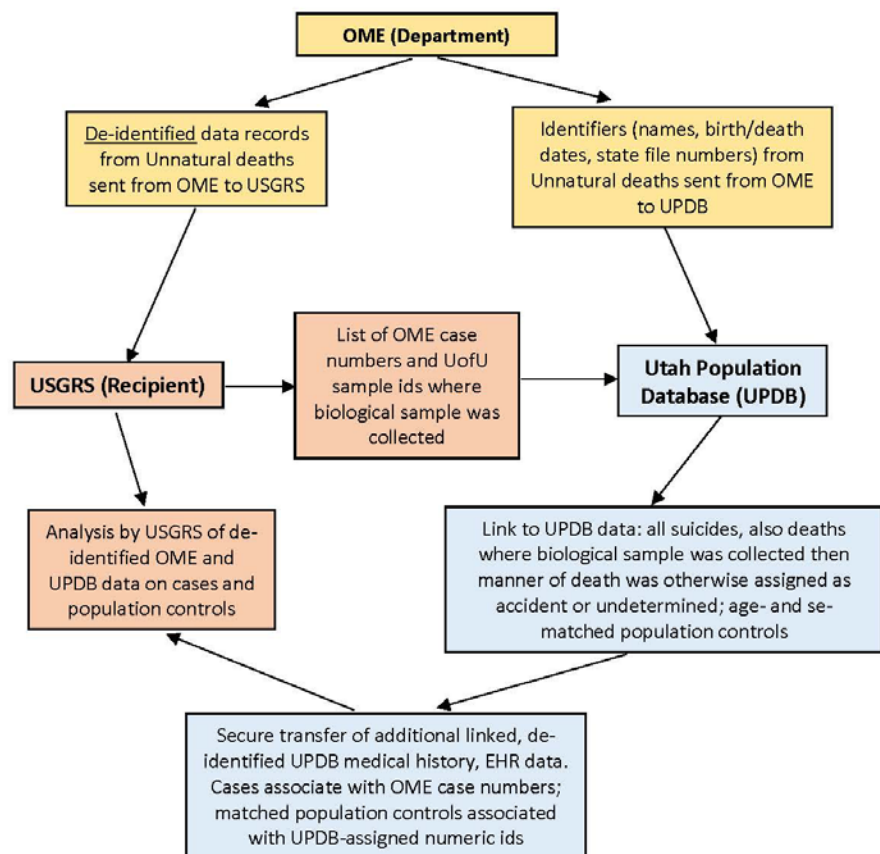 OME (Department)
De-identified data records
from Unnatural deaths
sent from OME to USGRS
Identifiers (names, birth/death
dates, state file numbers) from
Unnatural deaths sent from OME
to UPDB
USGRS (Recipient)
List of OME case
numbers and UofU
sample ids where
biological sample was
collected
Utah Population
Database (UPDB)
Analysis by USGRS of de-
identified OME and
UPDB data on cases and
population controls
Link to UPDB data: all suicides, also deaths
where biological sample was collected then
manner of death was otherwise assigned as
accident or undetermined; age- and se-
matched population controls
Secure transfer of additional linked, de-
identified UPDB medical history, EHR data.
Cases associate with OME case numbers;
matched population controls associated
with UPDB-assigned numeric ids